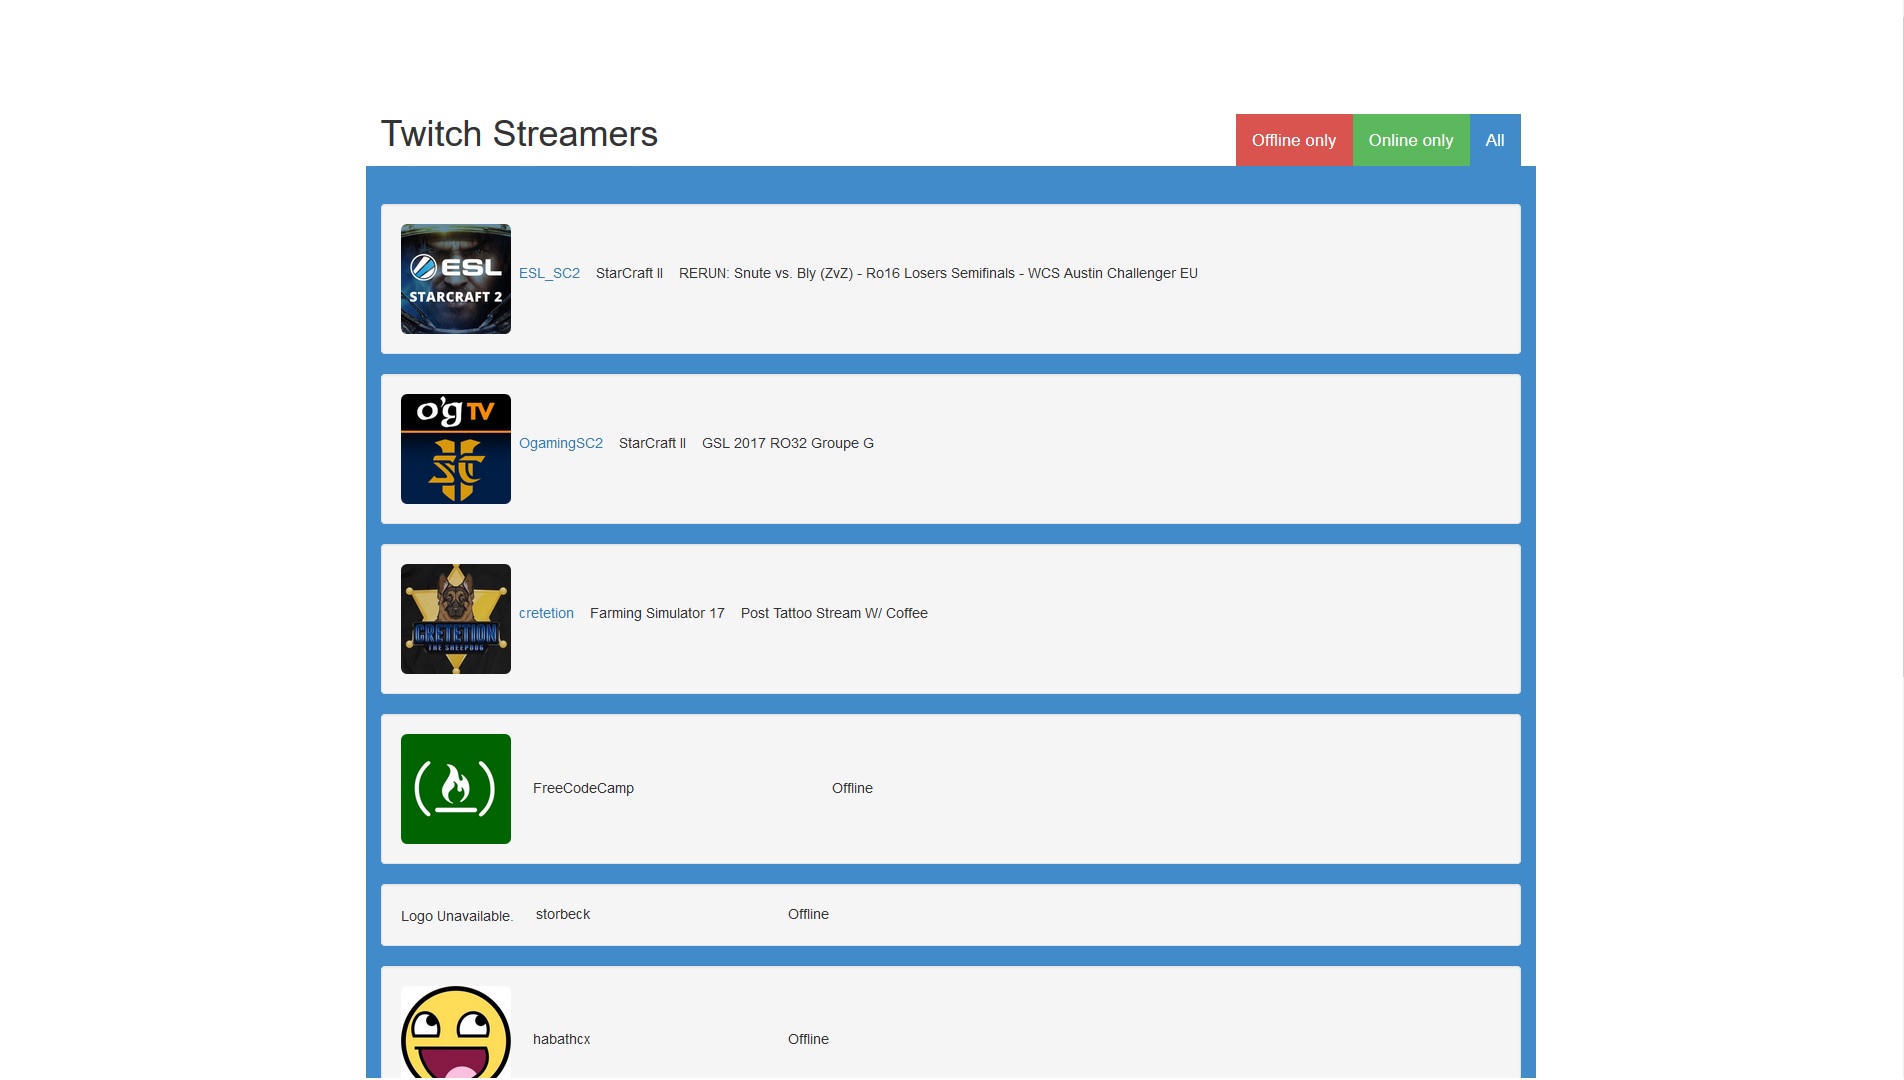 Twitch Streamers
Offline only Online only All
ESL
STARCRAFT 2
ESL_SC2 StarCraft II RERUN: Snute vs. Bly (ZvZ) - Ro16 Losers Semifinals - WCS Austin Challenger EU
o'g TV
SC
OgamingSC2 StarCraft II GSL 2017 RO32 Groupe G
CRETETION
THE SHEEPDOG
cretetion Farming Simulator 17 Post Tattoo Stream W/ Coffee
FreeCodeCamp Offline
Logo Unavailable. storbeck Offline
habathcx Offline